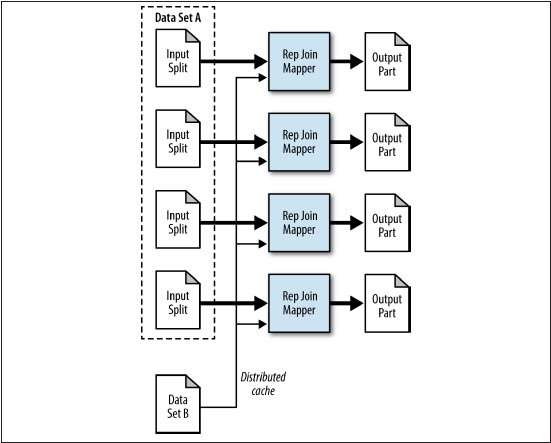 Data Set A
Input
Split
Rep Join
Mapper
Output
Part
Input
Split
Rep Join
Mapper
Output
Part
Input
Split
Rep Join
Mapper
Output
Part
Input
Split
Rep Join
Mapper
Output
Part
Distributed
cache
Data
Set B